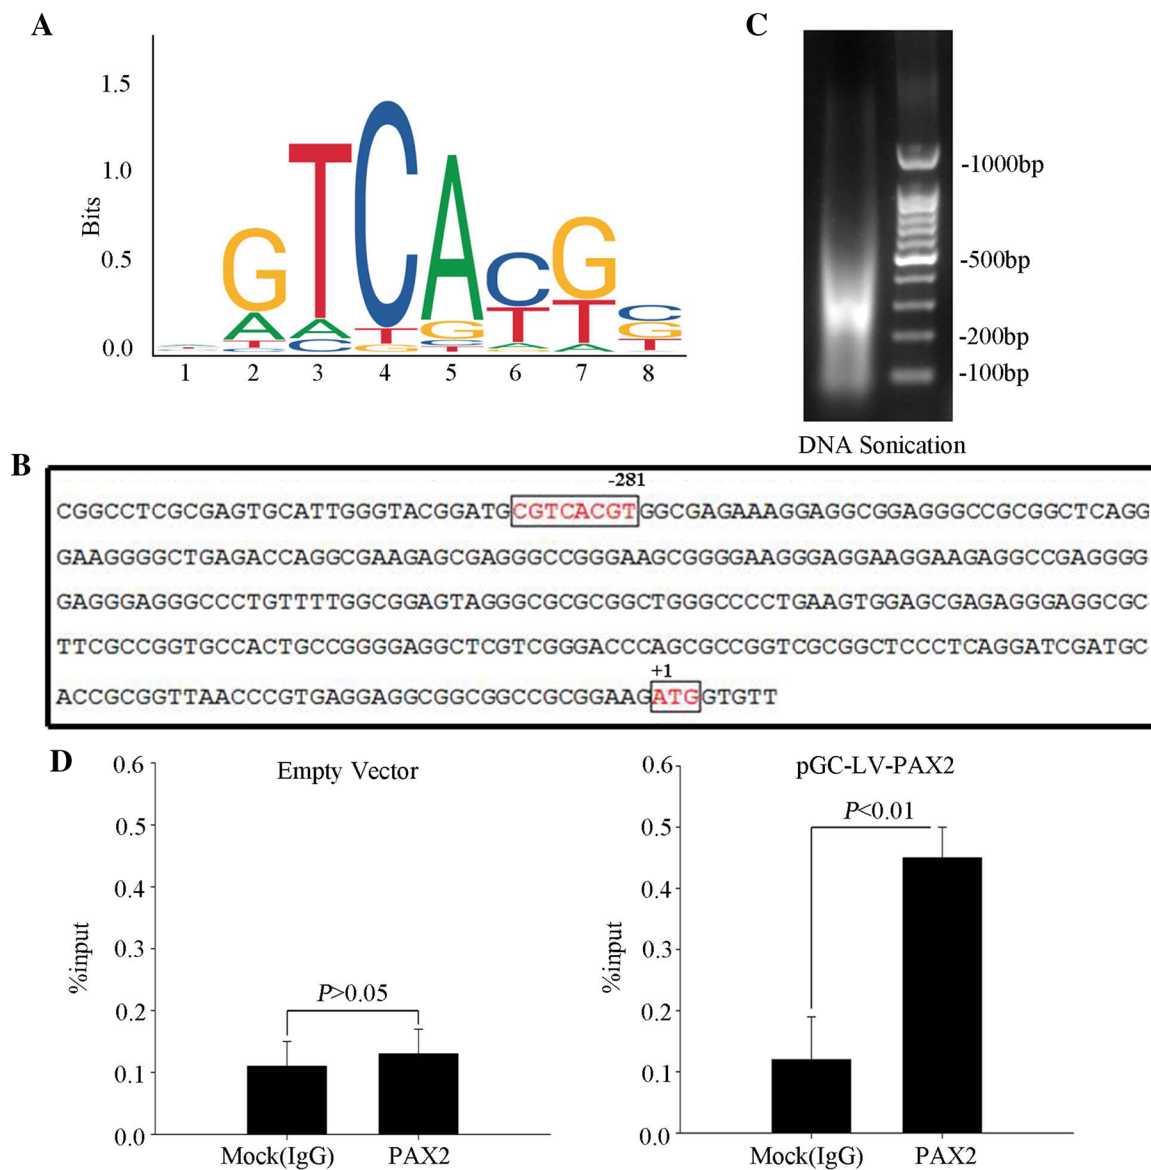 A
Bits
1.5
1.0
0.5
0.0
GTCACG
1 2 3 4 5 6 7 8
C
-1000bp
-500bp
-200bp
-100bp
DNA Sonication
B
-281
CGGCCTCGCGAGTGCATTGGGTACGGATGCGTCACGTGGCGAGAAAGGAGGCGGAGGGCCGCGGCTCAGG
GAAGGGGCTGAGACCAGGCGAAGAGCGAGGGCCGGGAAGCGGGGAAGGGAGGAAGGAAGAGGCCGAGGGG
GAGGGAGGGCCCTGTTTTGGCGGAGTAGGGCGCGCGGCTGGGCCCCTGAAGTGGAGCGAGAGGGAGGCGC
TTCGCCGGTGCCACTGCCGGGGAGGCTCGTCGGGACCCAGCGCCGGTCGCGGCTCCCTCAGGATCGATGC
+1
ACCGCGGTTAACCCGTGAGGAGGCGGCGGCCGCGGAAGATGGTGTT
D
Empty Vector
%input
0.6
0.5
0.4
0.3
0.2
0.1
0.0
P>0.05
Mock(IgG) PAX2
pGC-LV-PAX2
%input
0.6
0.5
0.4
0.3
0.2
0.1
0.0
P<0.01
Mock(IgG) PAX2